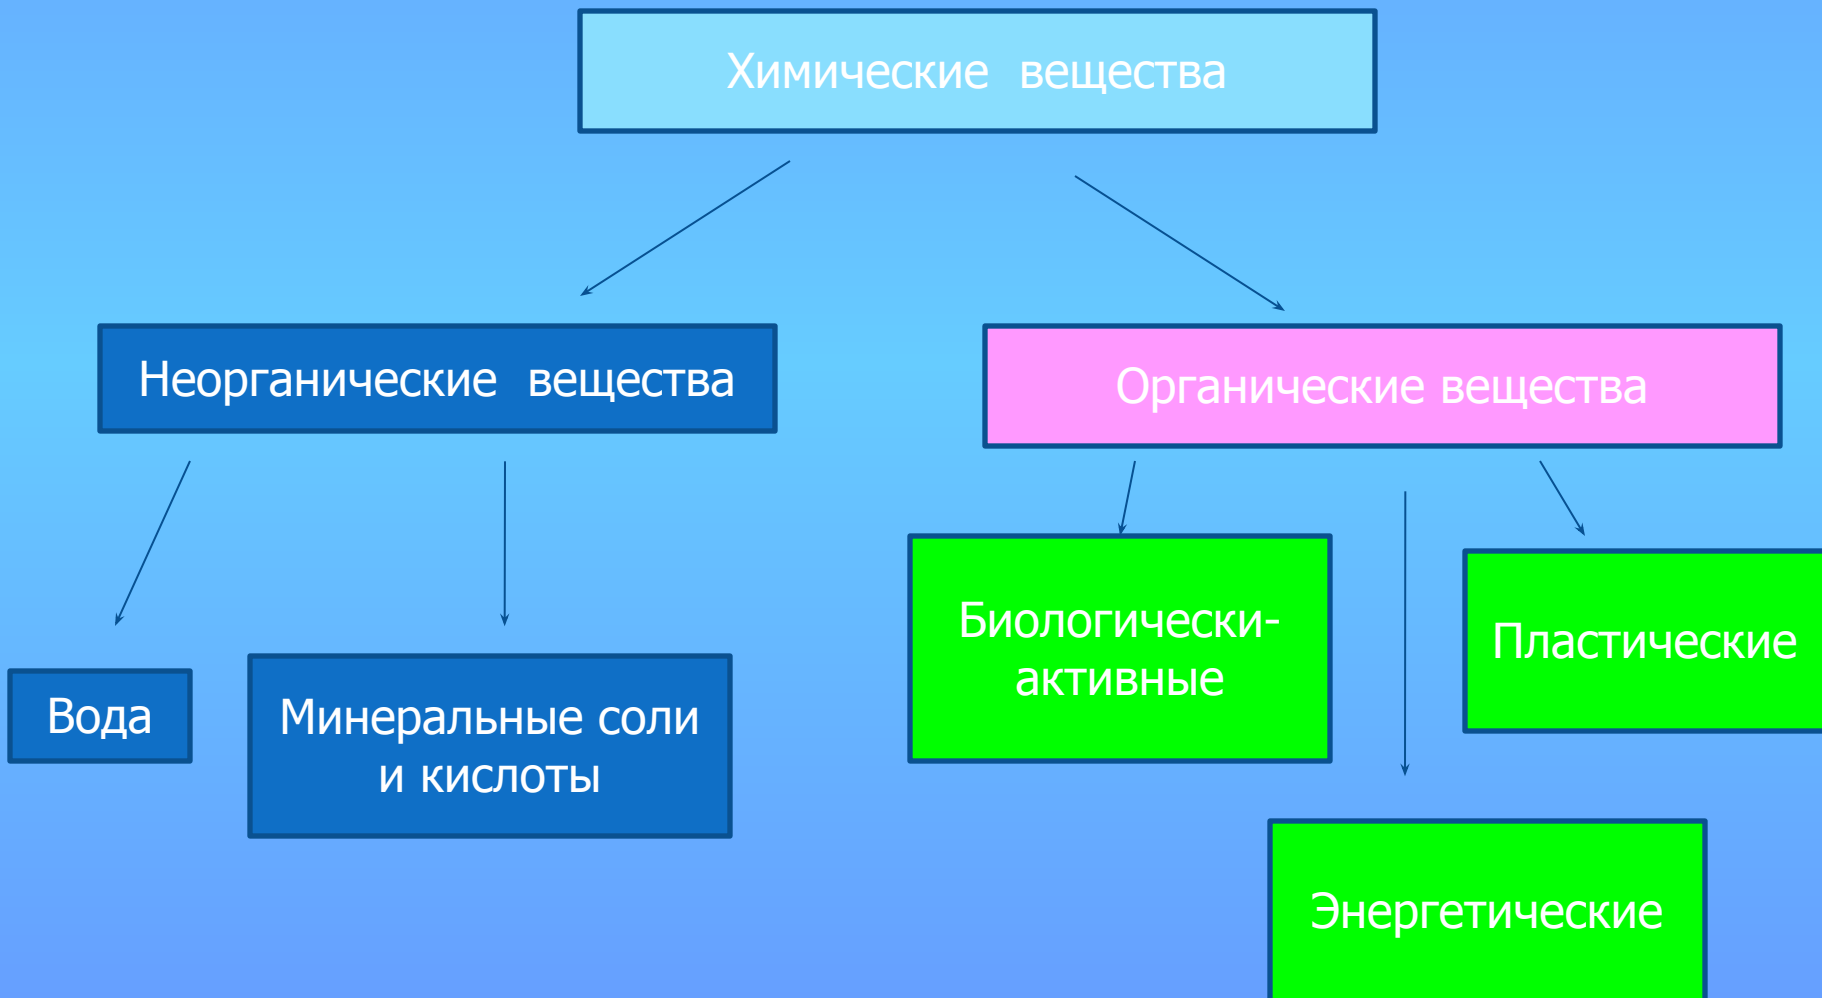 Химические вещества
Неорганические вещества
Органические вещества
Биологически-
активные
Пластические
Вода
Минеральные соли
и кислоты
Энергетические